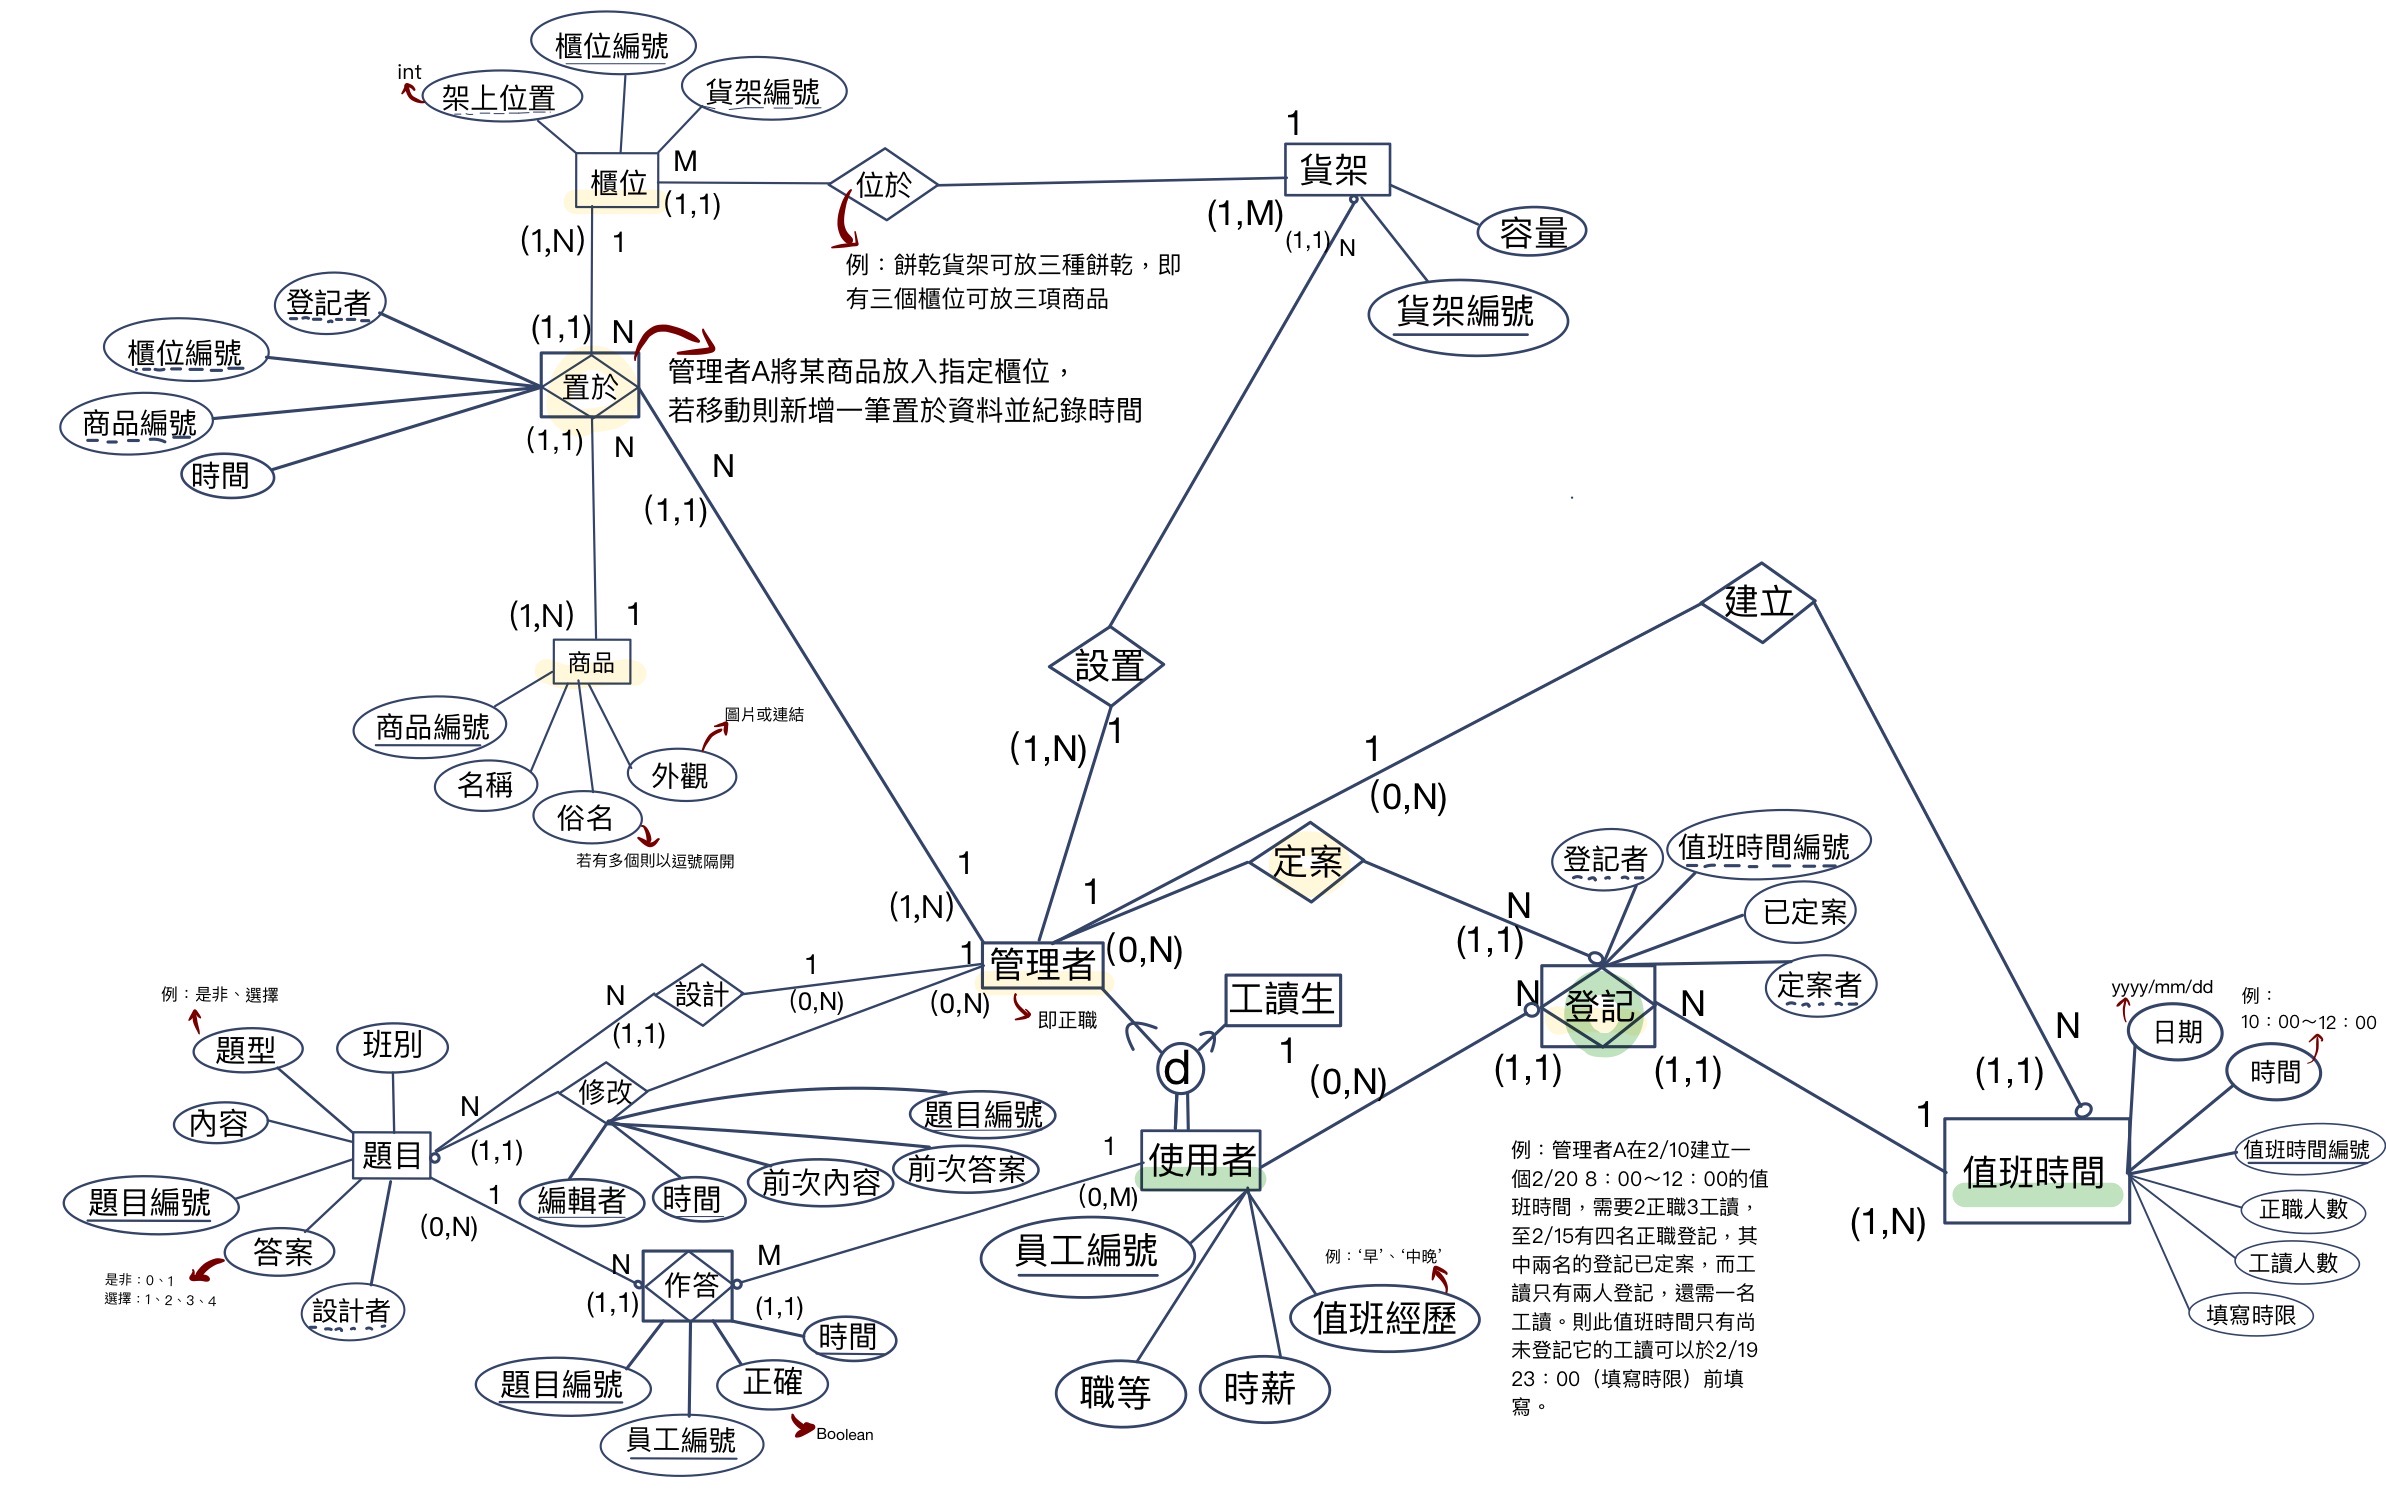 櫃位編號
int
架上位置
貨架編號
櫃位
M
(1,1)
位於
1
貨架
(1,M)
(1,1)
N
容量
貨架編號
例：餅乾貨架可放三種餅乾，即
有三個櫃位可放三項商品
(1,N)
1
登記者
櫃位編號
商品編號
時間
(1,1)
N
置於
(1,1)
N
管理者A將某商品放入指定櫃位，
若移動則新增一筆置於資料並紀錄時間
N
(1,1)
(1,N)
1
商品
商品編號
名稱
俗名
外觀
圖片或連結
若有多個則以逗號隔開
設置
(1,N)
1
建立
1
(0,N)
1
(1,N)
定案
1
(0,N)
N
(1,1)
登記者
值班時間編號
已定案
定案者
管理者
即正職
1
(0,N)
設計
1
(0,N)
N
(1,1)
修改
N
(1,1)
題目編號
前次答案
前次內容
時間
編輯者
例：是非、選擇
題型
班別
內容
題目
題目編號
答案
是非：0、1
選擇：1、2、3、4
設計者
1
(0,N)
N
(1,1)
作答
M
(1,1)
時間
正確
Boolean
題目編號
員工編號
工讀生
d
使用者
1
(0,M)
1
(0,N)
員工編號
職等
時薪
值班經歷
例：‘早’、‘中晚’
N
登記
N
(1,1)
(1,1)
例：管理者A在2/10建立一
個2/20 8：00～12：00的值
班時間，需要2正職3工讀，
至2/15有四名正職登記，其
中兩名的登記已定案，而工
讀只有兩人登記，還需一名
工讀。則此值班時間只有尚
未登記它的工讀可以於2/19
23：00（填寫時限）前填
寫。
N
(1,1)
1
(1,N)
值班時間
yyyy/mm/dd
日期
例：
10：00～12：00
時間
值班時間編號
正職人數
工讀人數
填寫時限